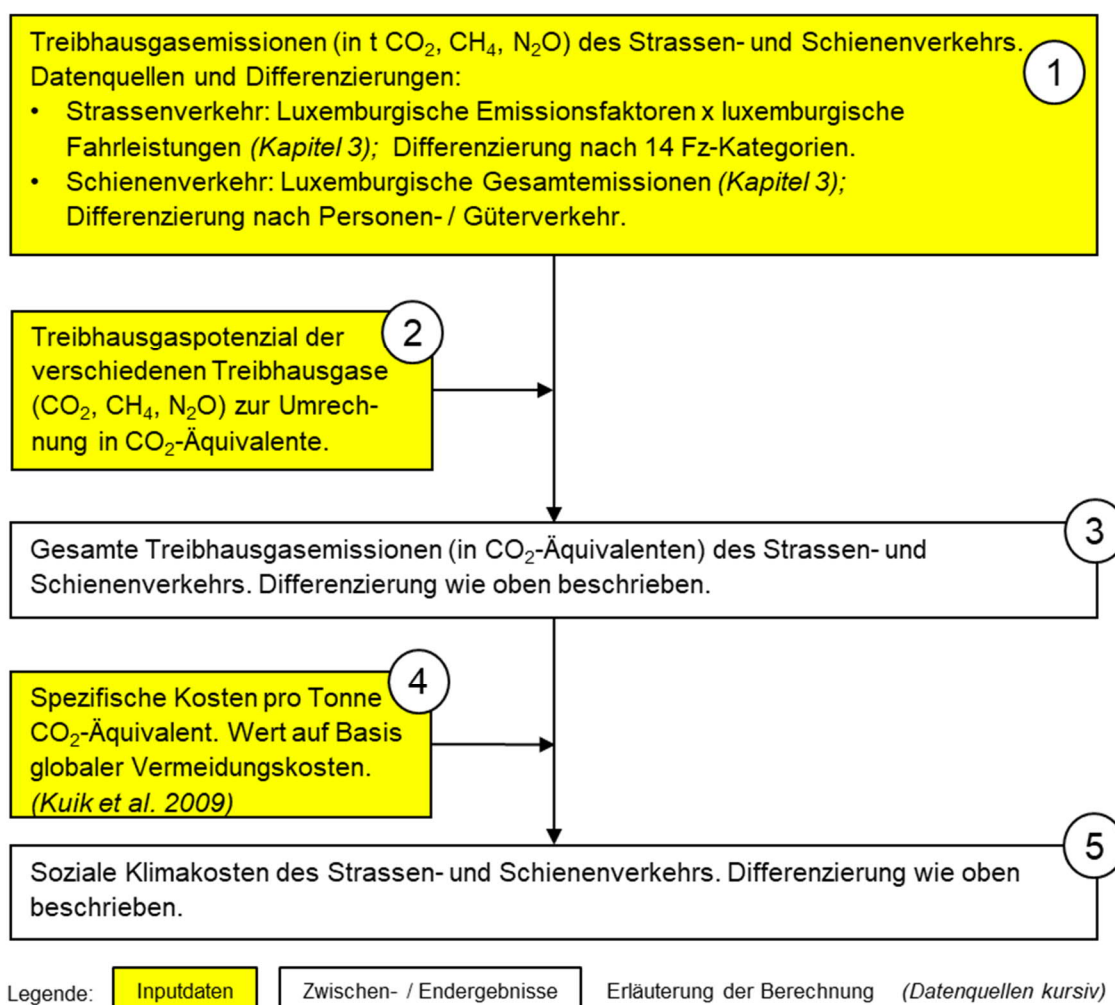 Treibhausgasemissionen (in t CO₂, CH₄, N₂O) des Strassen- und Schienenverkehrs.
1
Datenquellen und Differenzierungen:
• Strassenverkehr: Luxemburgische Emissionsfaktoren x luxemburgische
Fahrleistungen (Kapitel 3); Differenzierung nach 14 Fz-Kategorien.
• Schienenverkehr: Luxemburgische Gesamtemissionen (Kapitel 3);
Differenzierung nach Personen- / Güterverkehr.
2
Treibhausgaspotenzial der
verschiedenen Treibhausgase
(CO₂, CH₄, N₂O) zur Umrech-
nung in CO₂-Äquivalente.
3
Gesamte Treibhausgasemissionen (in CO₂-Äquivalenten) des Strassen- und
Schienenverkehrs. Differenzierung wie oben beschrieben.
4
Spezifische Kosten pro Tonne
CO₂-Äquivalent. Wert auf Basis
globaler Vermeidungskosten.
(Kuik et al. 2009)
5
Soziale Klimakosten des Strassen- und Schienenverkehrs. Differenzierung wie oben
beschrieben.
Legende: Inputdaten Zwischen- / Endergebnisse Erläuterung der Berechnung (Datenquellen kursiv)